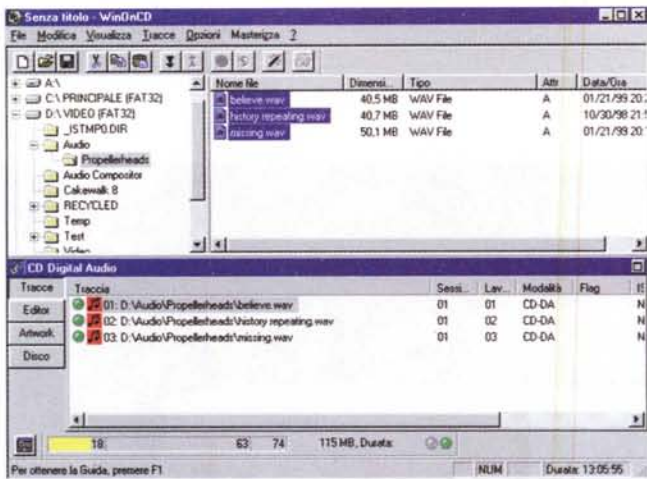 Senza titolo - WinOnCD
File Modifica Visualizza Tracce Opzioni Masterizza ?
A:\
C:\ PRINCIPALE (FAT32)
D:\ VIDEO (FAT32)
_ISTMP0.DIR
Audio
Propellerheads
Audio Compositor
Cakewalk 8
RECYCLED
Temp
Test
Video
Nome file Dimensi... Tipo Attr Data/Ora
believe.wav 40,5 MB WAV File A 01/21/99 20:
history repeating.wav 40,7 MB WAV File A 10/30/98 21:
missing.wav 50,1 MB WAV File A 01/21/99 20:
CD Digital Audio
Tracce
Editor
Artwork
Disco
Traccia Sessi... Lav... Modalità Flag
01: D:\Audio\Propellerheads\believe.wav 01 01 CD-DA N
02: D:\Audio\Propellerheads\history repeating.wav 01 02 CD-DA N
03: D:\Audio\Propellerheads\missing.wav 01 03 CD-DA N
18 63 74 115 MB, Durata:
Per ottenere la Guida, premere F1 NUM Durata: 13:05:55